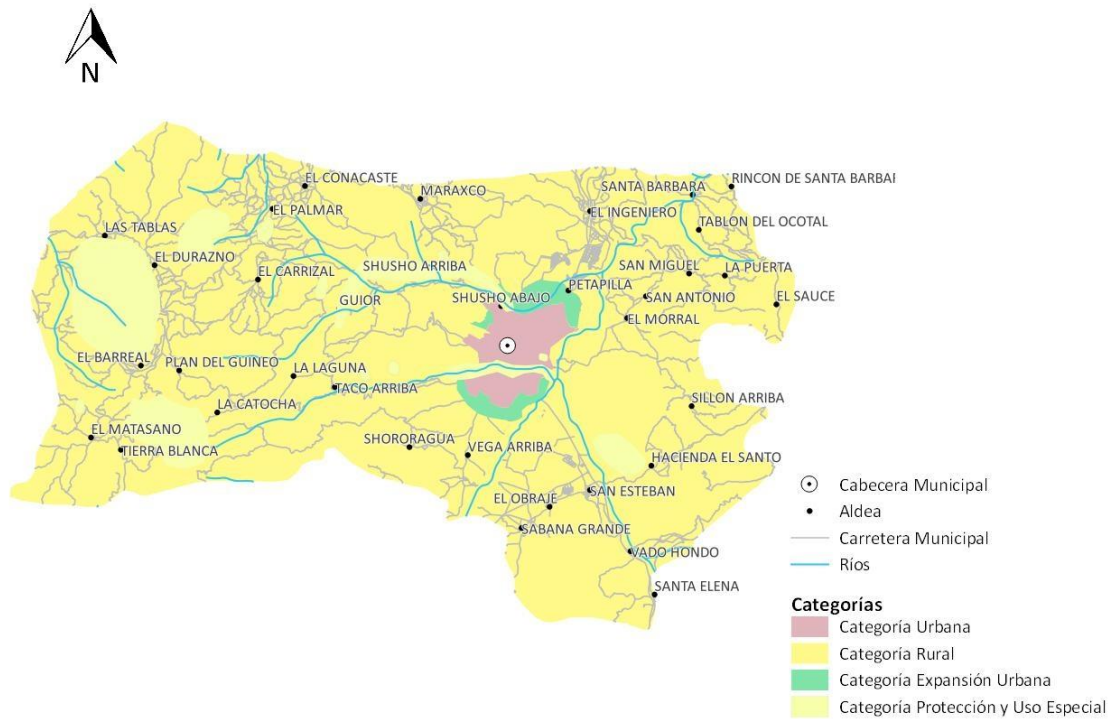 N
EL CONACASTE
MARAXCO
SANTA BARBARA
RINCON DE SANTA BARBAR
EL PALMAR
EL INGENIERO
LAS TABLAS
TABLON DEL OCOTAL
EL DURAZNO
EL CARRIZAL
SHUSHO ARRIBA
SAN MIGUEL
LA PUERTA
PETAPILLA
GUIOR
SHUSHO ABAJO
SAN ANTONIO
EL SAUCE
EL MORRAL
EL BARREAL
PLAN DEL GUINEO
LA LAGUNA
TACO ARRIBA
LA CATOCHA
SILLON ARRIBA
EL MATASANO
TIERRA BLANCA
SHORORAGUA
VEGA ARRIBA
HACIENDA EL SANTO
EL OBRAJE
SAN ESTEBAN
SABANA GRANDE
VADO HONDO
SANTA ELENA
Cabecera Municipal
Aldea
Carretera Municipal
Ríos
Categorías
Categoría Urbana
Categoría Rural
Categoría Expansión Urbana
Categoría Protección y Uso Especial